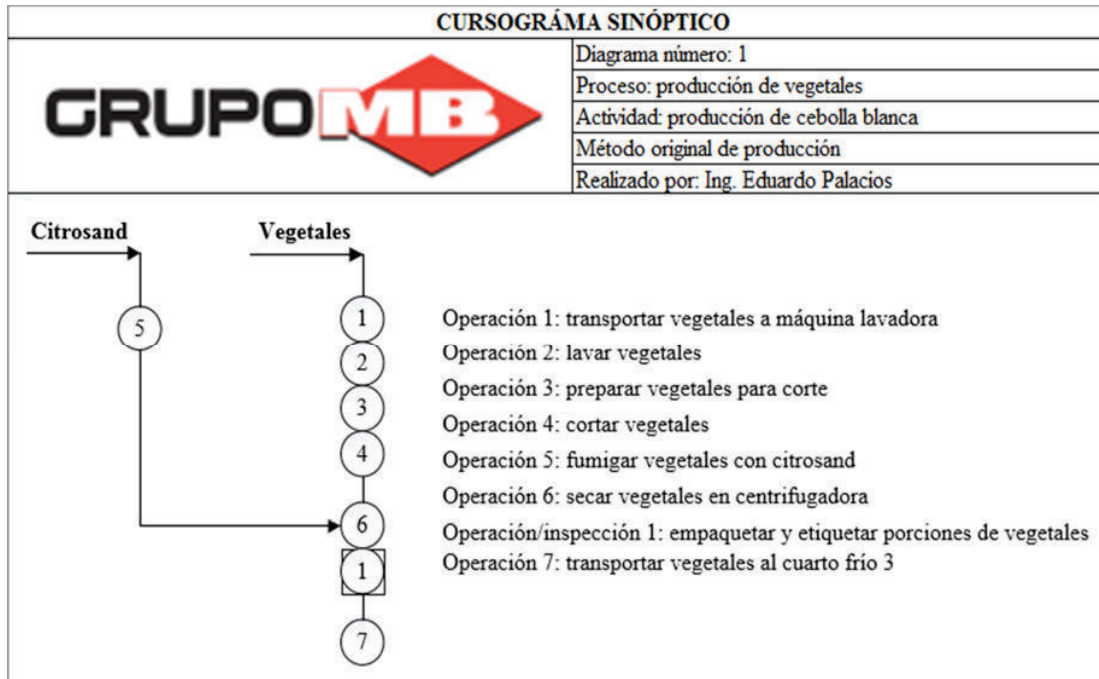 CURSOGRÁMA SINÓPTICO
GRUPO MB
Diagrama número: 1
Proceso: producción de vegetales
Actividad: producción de cebolla blanca
Método original de producción
Realizado por: Ing. Eduardo Palacios
Citrosand
Vegetales
5
1
2
3
4
6
1
7
Operación 1: transportar vegetales a máquina lavadora
Operación 2: lavar vegetales
Operación 3: preparar vegetales para corte
Operación 4: cortar vegetales
Operación 5: fumigar vegetales con citrosand
Operación 6: secar vegetales en centrifugadora
Operación/inspección 1: empaquetar y etiquetar porciones de vegetales
Operación 7: transportar vegetales al cuarto frío 3